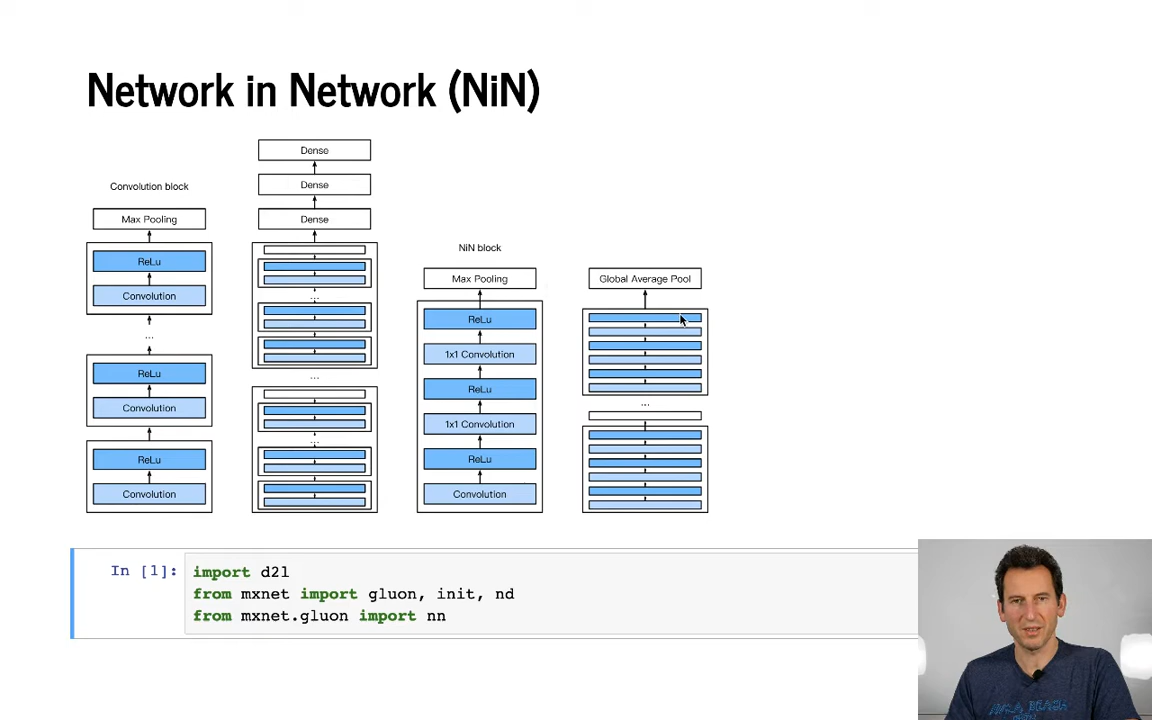 Network in Network (NiN)
Convolution block
Max Pooling
ReLu
Convolution
...
ReLu
Convolution
ReLu
Convolution
Dense
Dense
Dense
...
...
...
NiN block
Max Pooling
ReLu
1x1 Convolution
ReLu
1x1 Convolution
ReLu
Convolution
Global Average Pool
...
In [1]:
import d2l
from mxnet import gluon, init, nd
from mxnet.gluon import nn